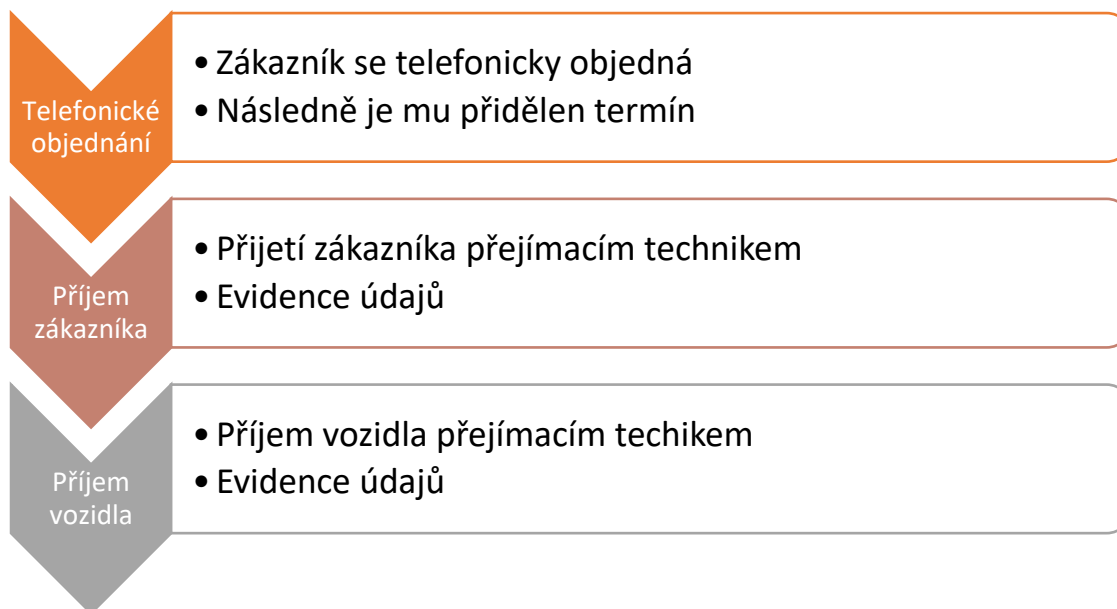 Telefonické
objednání
• Zákazník se telefonicky objedná
• Následně je mu přidělen termín
Příjem
zákazníka
• Přijetí zákazníka přejímacím technikem
• Evidence údajů
Příjem
vozidla
• Příjem vozidla přejímacím techikem
• Evidence údajů